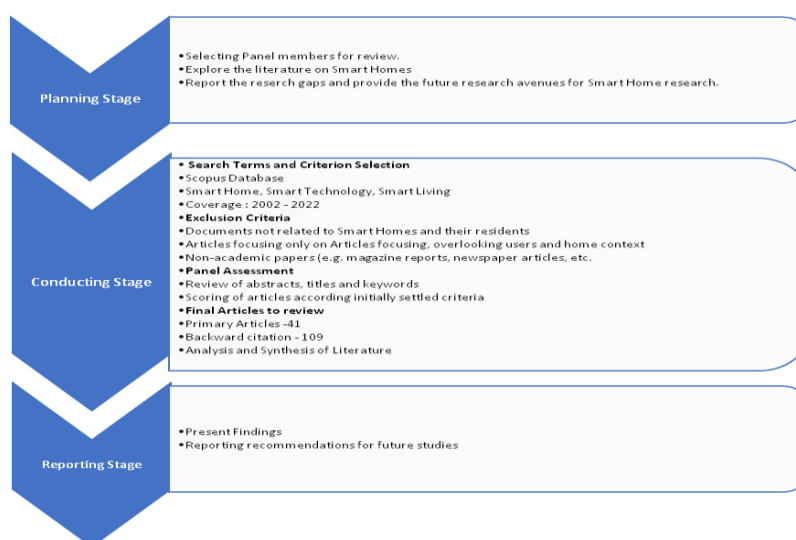 Planning Stage
•Selecting Panel members for review.
•Explore the literature on Smart Homes
•Report the reserch gaps and provide the future research avenues for Smart Home research.
Conducting Stage
• Search Terms and Criterion Selection
•Scopus Database
•Smart Home, Smart Technology, Smart Living
•Coverage : 2002 - 2022
•Exclusion Criteria
•Documents not related to Smart Homes and their residents
•Articles focusing only on Articles focusing, overlooking users and home context
•Non-academic papers (e.g. magazine reports, newspaper articles, etc.
•Panel Assessment
•Review of abstracts, titles and keywords
•Scoring of articles according initially settled criteria
•Final Articles to review
•Primary Articles -41
•Backward citation - 109
•Analysis and Synthesis of Literature
Reporting Stage
•Present Findings
•Reporting recommendations for future studies